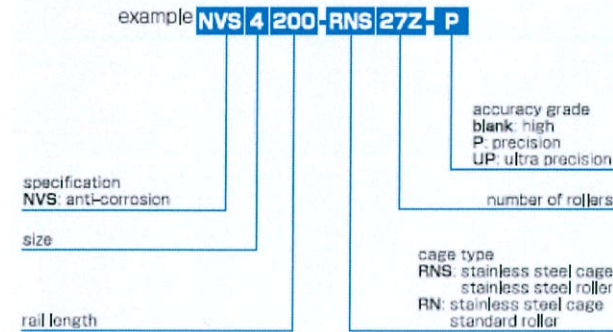 example NVS 4 200-RNS 27Z-P
accuracy grade
blank: high
P: precision
UP: ultra precision
specification
NVS: anti-corrosion
number of rollers
size
cage type
RNS: stainless steel cage
stainless steel roller
RN: stainless steel cage
standard roller
rail length